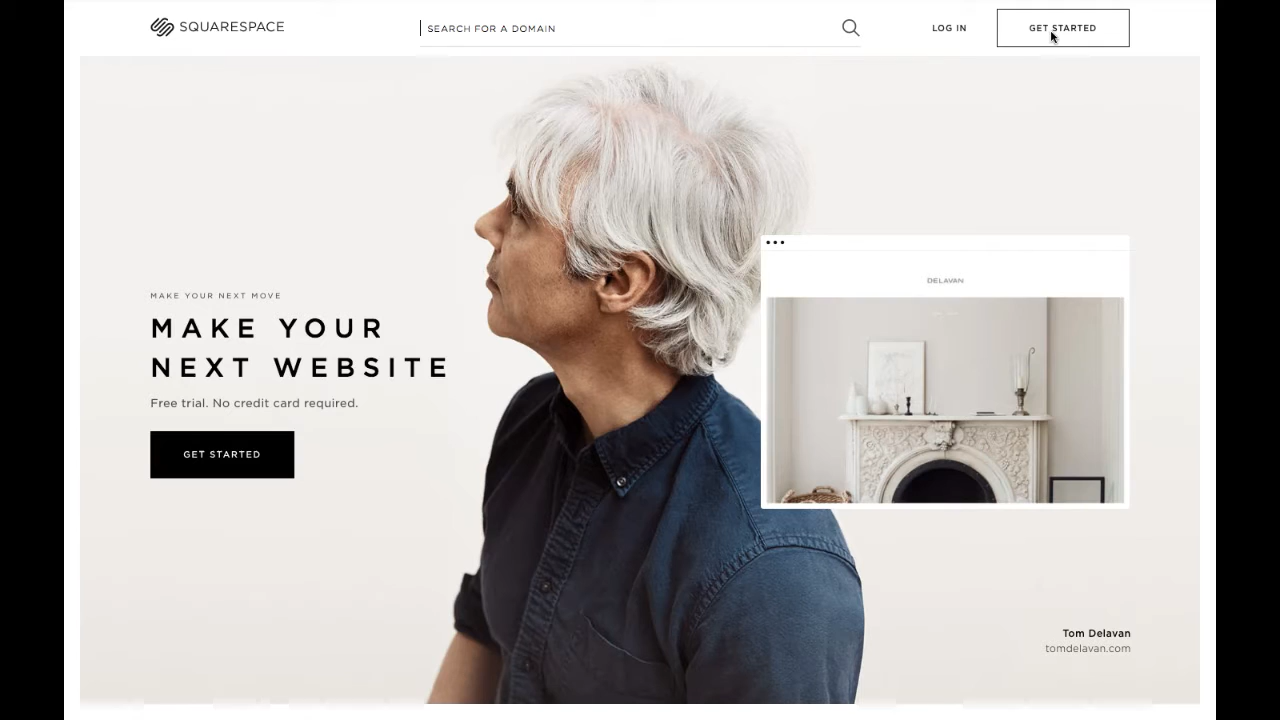 SQUARESPACE
SEARCH FOR A DOMAIN
LOG IN
GET STARTED
MAKE YOUR NEXT MOVE
MAKE YOUR
NEXT WEBSITE
Free trial. No credit card required.
GET STARTED
DELAVAN
Tom Delavan
tomdelavan.com